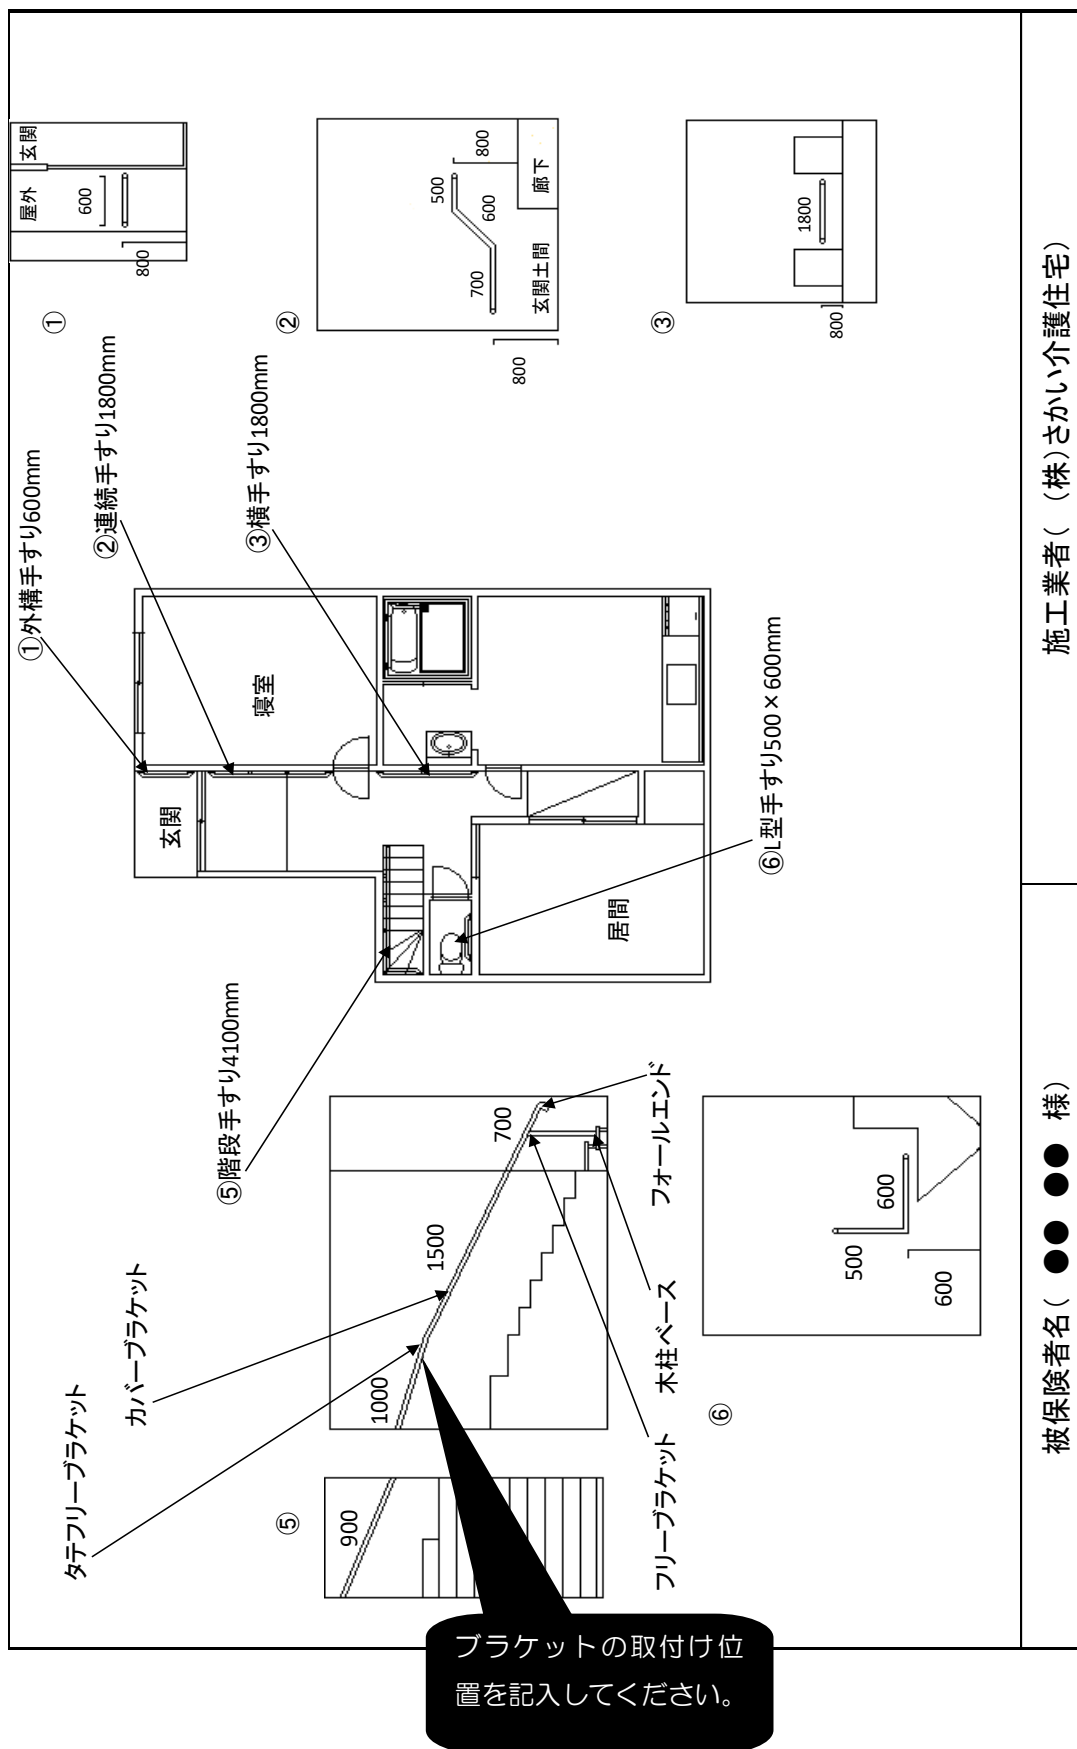 ①外構手すり600mm
②連続手すり1800mm
③横手すり1800mm
⑤階段手すり4100mm
⑥L型手すり500×600mm
玄関
寝室
居間
①
屋外
玄関
600
800
②
500
600
700
800
800
廊下
玄関土間
③
1800
800
タテフリーブラケット
カバーブラケット
⑤
900
1000
1500
700
フリーブラケット
木柱ベース
フォールエンド
⑥
500
600
600
ブラケットの取付け位
置を記入してください。
被保険者名( ●● ●● 様)
施工業者( (株)さかい介護住宅)